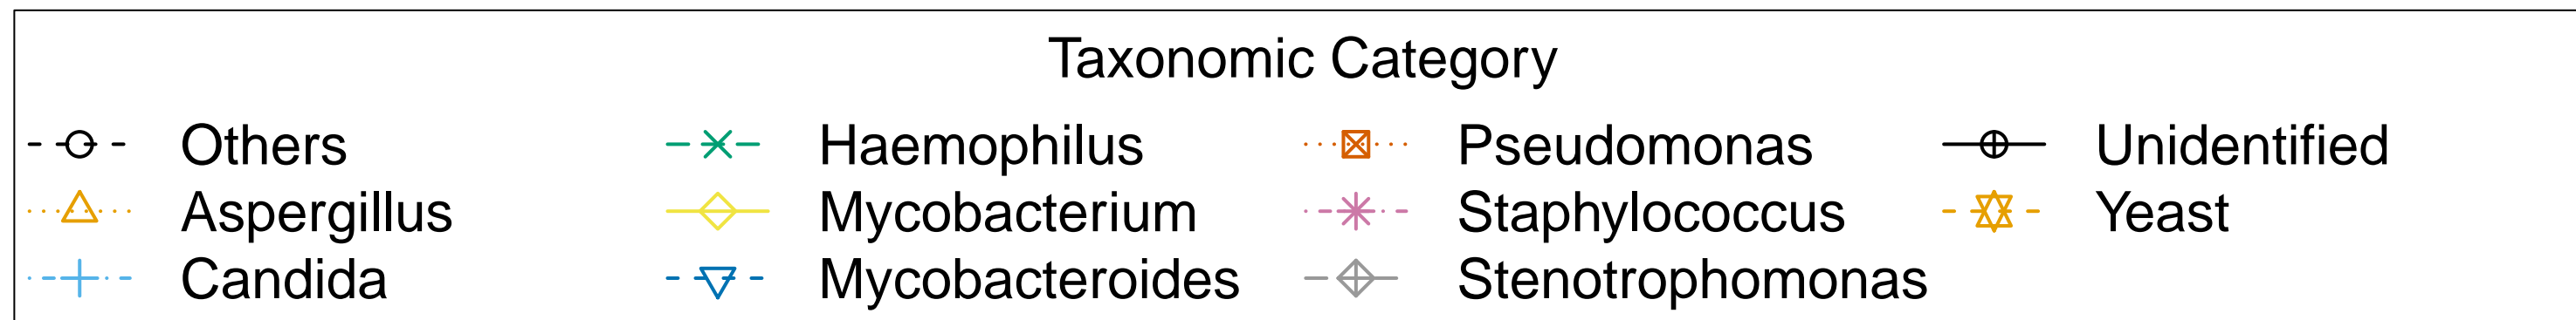 Taxonomic Category
Others Haemophilus Pseudomonas Unidentified
Aspergillus Mycobacterium Staphylococcus Yeast
Candida Mycobacteroides Stenotrophomonas